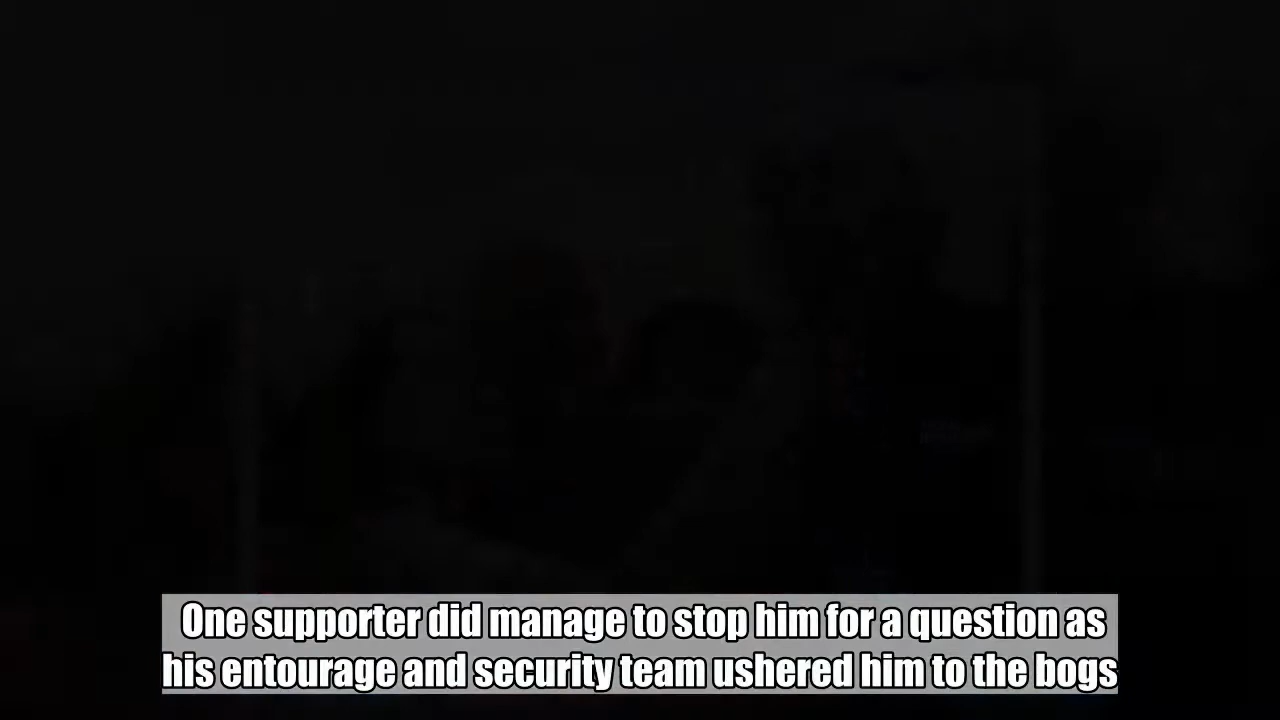 One supporter did manage to stop him for a question as
his entourage and security team ushered him to the bogs